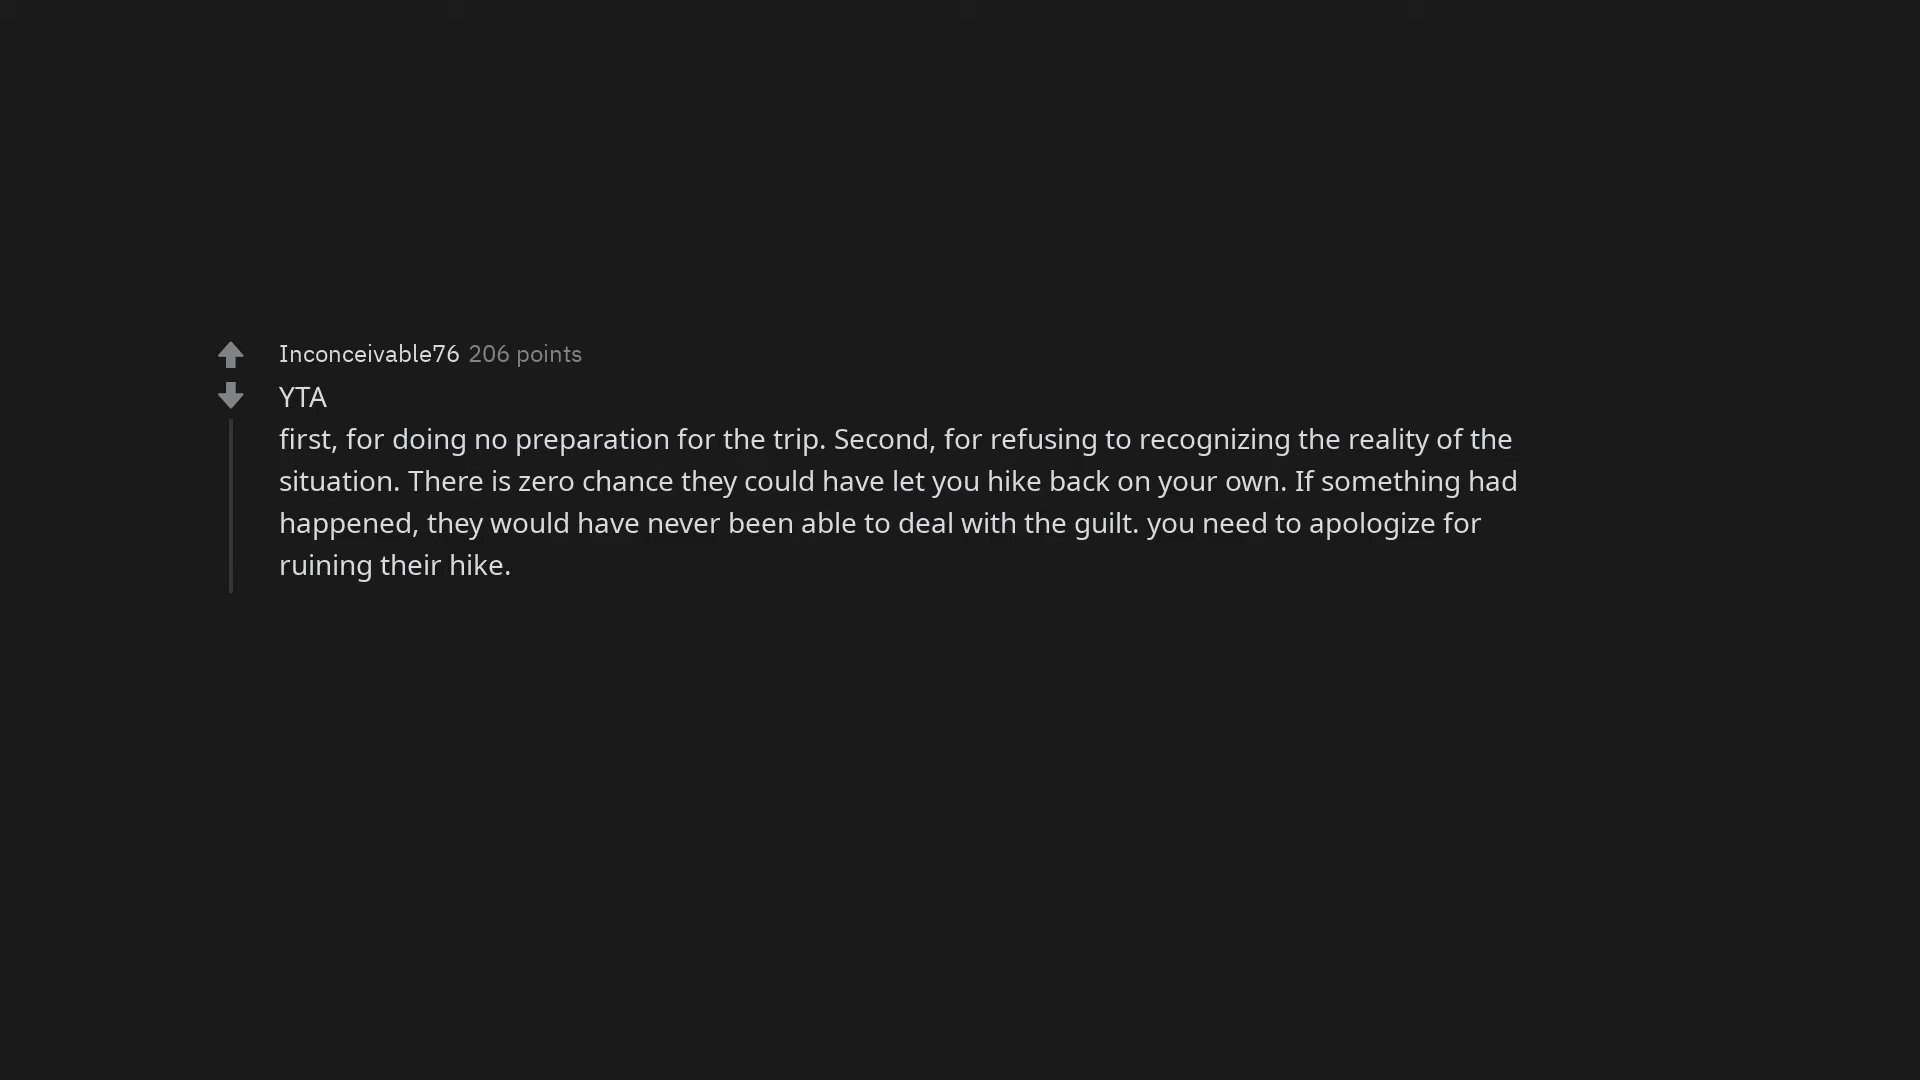 Inconceivable76 206 points
YTA
first, for doing no preparation for the trip. Second, for refusing to recognizing the reality of the
situation. There is zero chance they could have let you hike back on your own. If something had
happened, they would have never been able to deal with the guilt. you need to apologize for
ruining their hike.